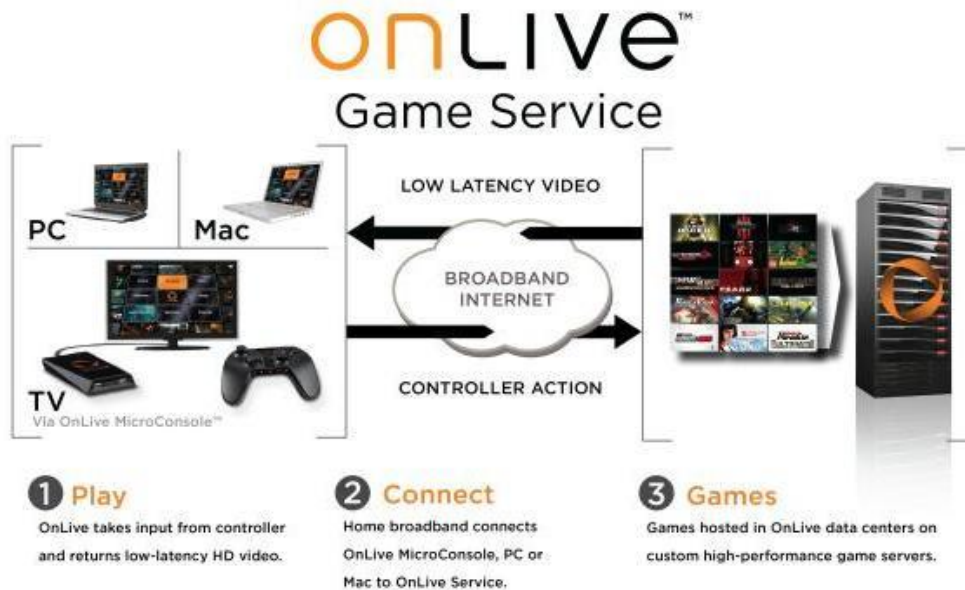 onLIVE™
Game Service
PC
Mac
LOW LATENCY VIDEO
BROADBAND
INTERNET
CONTROLLER ACTION
TV
Via OnLive MicroConsole™
1 Play
OnLive takes input from controller
and returns low-latency HD video.
2 Connect
Home broadband connects
OnLive MicroConsole, PC or
Mac to OnLive Service.
3 Games
Games hosted in OnLive data centers on
custom high-performance game servers.